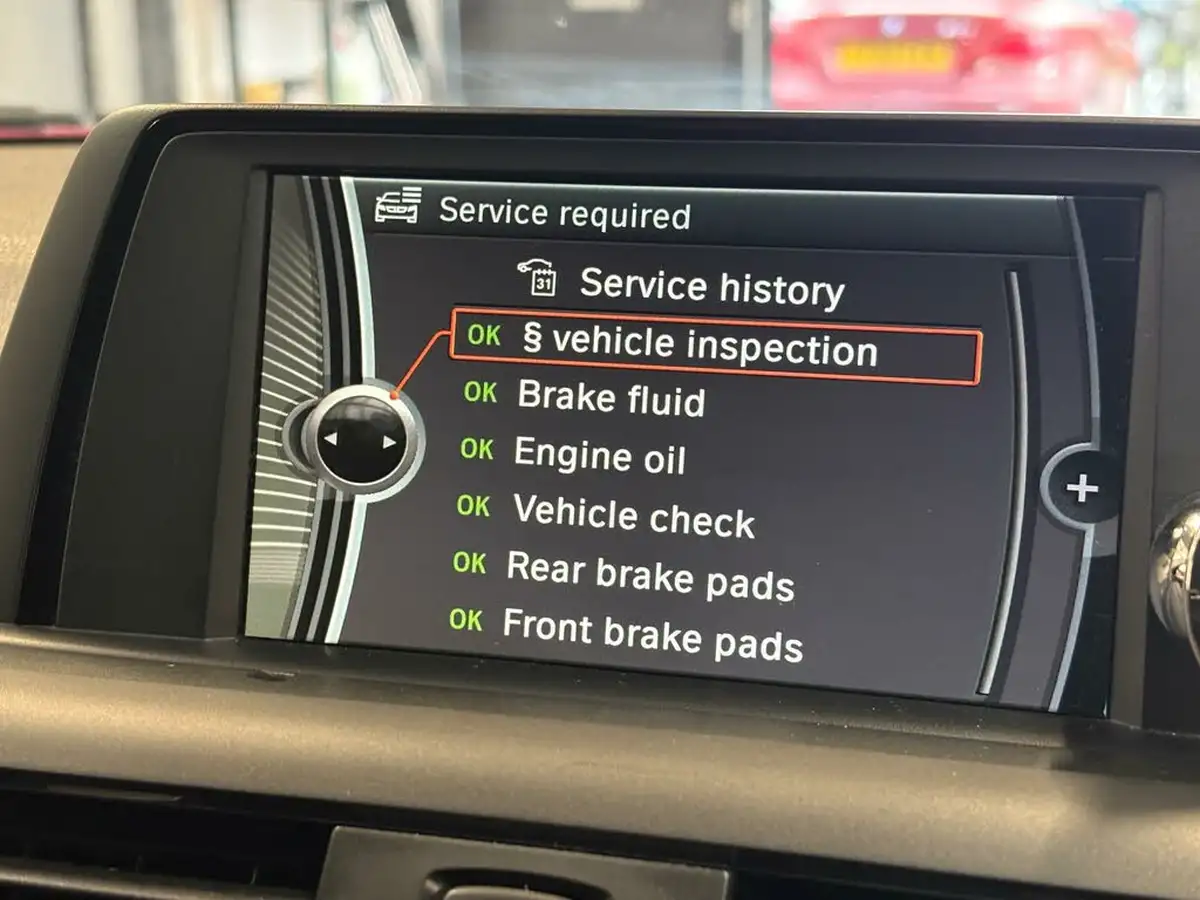 Service required
31 Service history
OK § vehicle inspection
OK Brake fluid
OK Engine oil
OK Vehicle check
OK Rear brake pads
OK Front brake pads